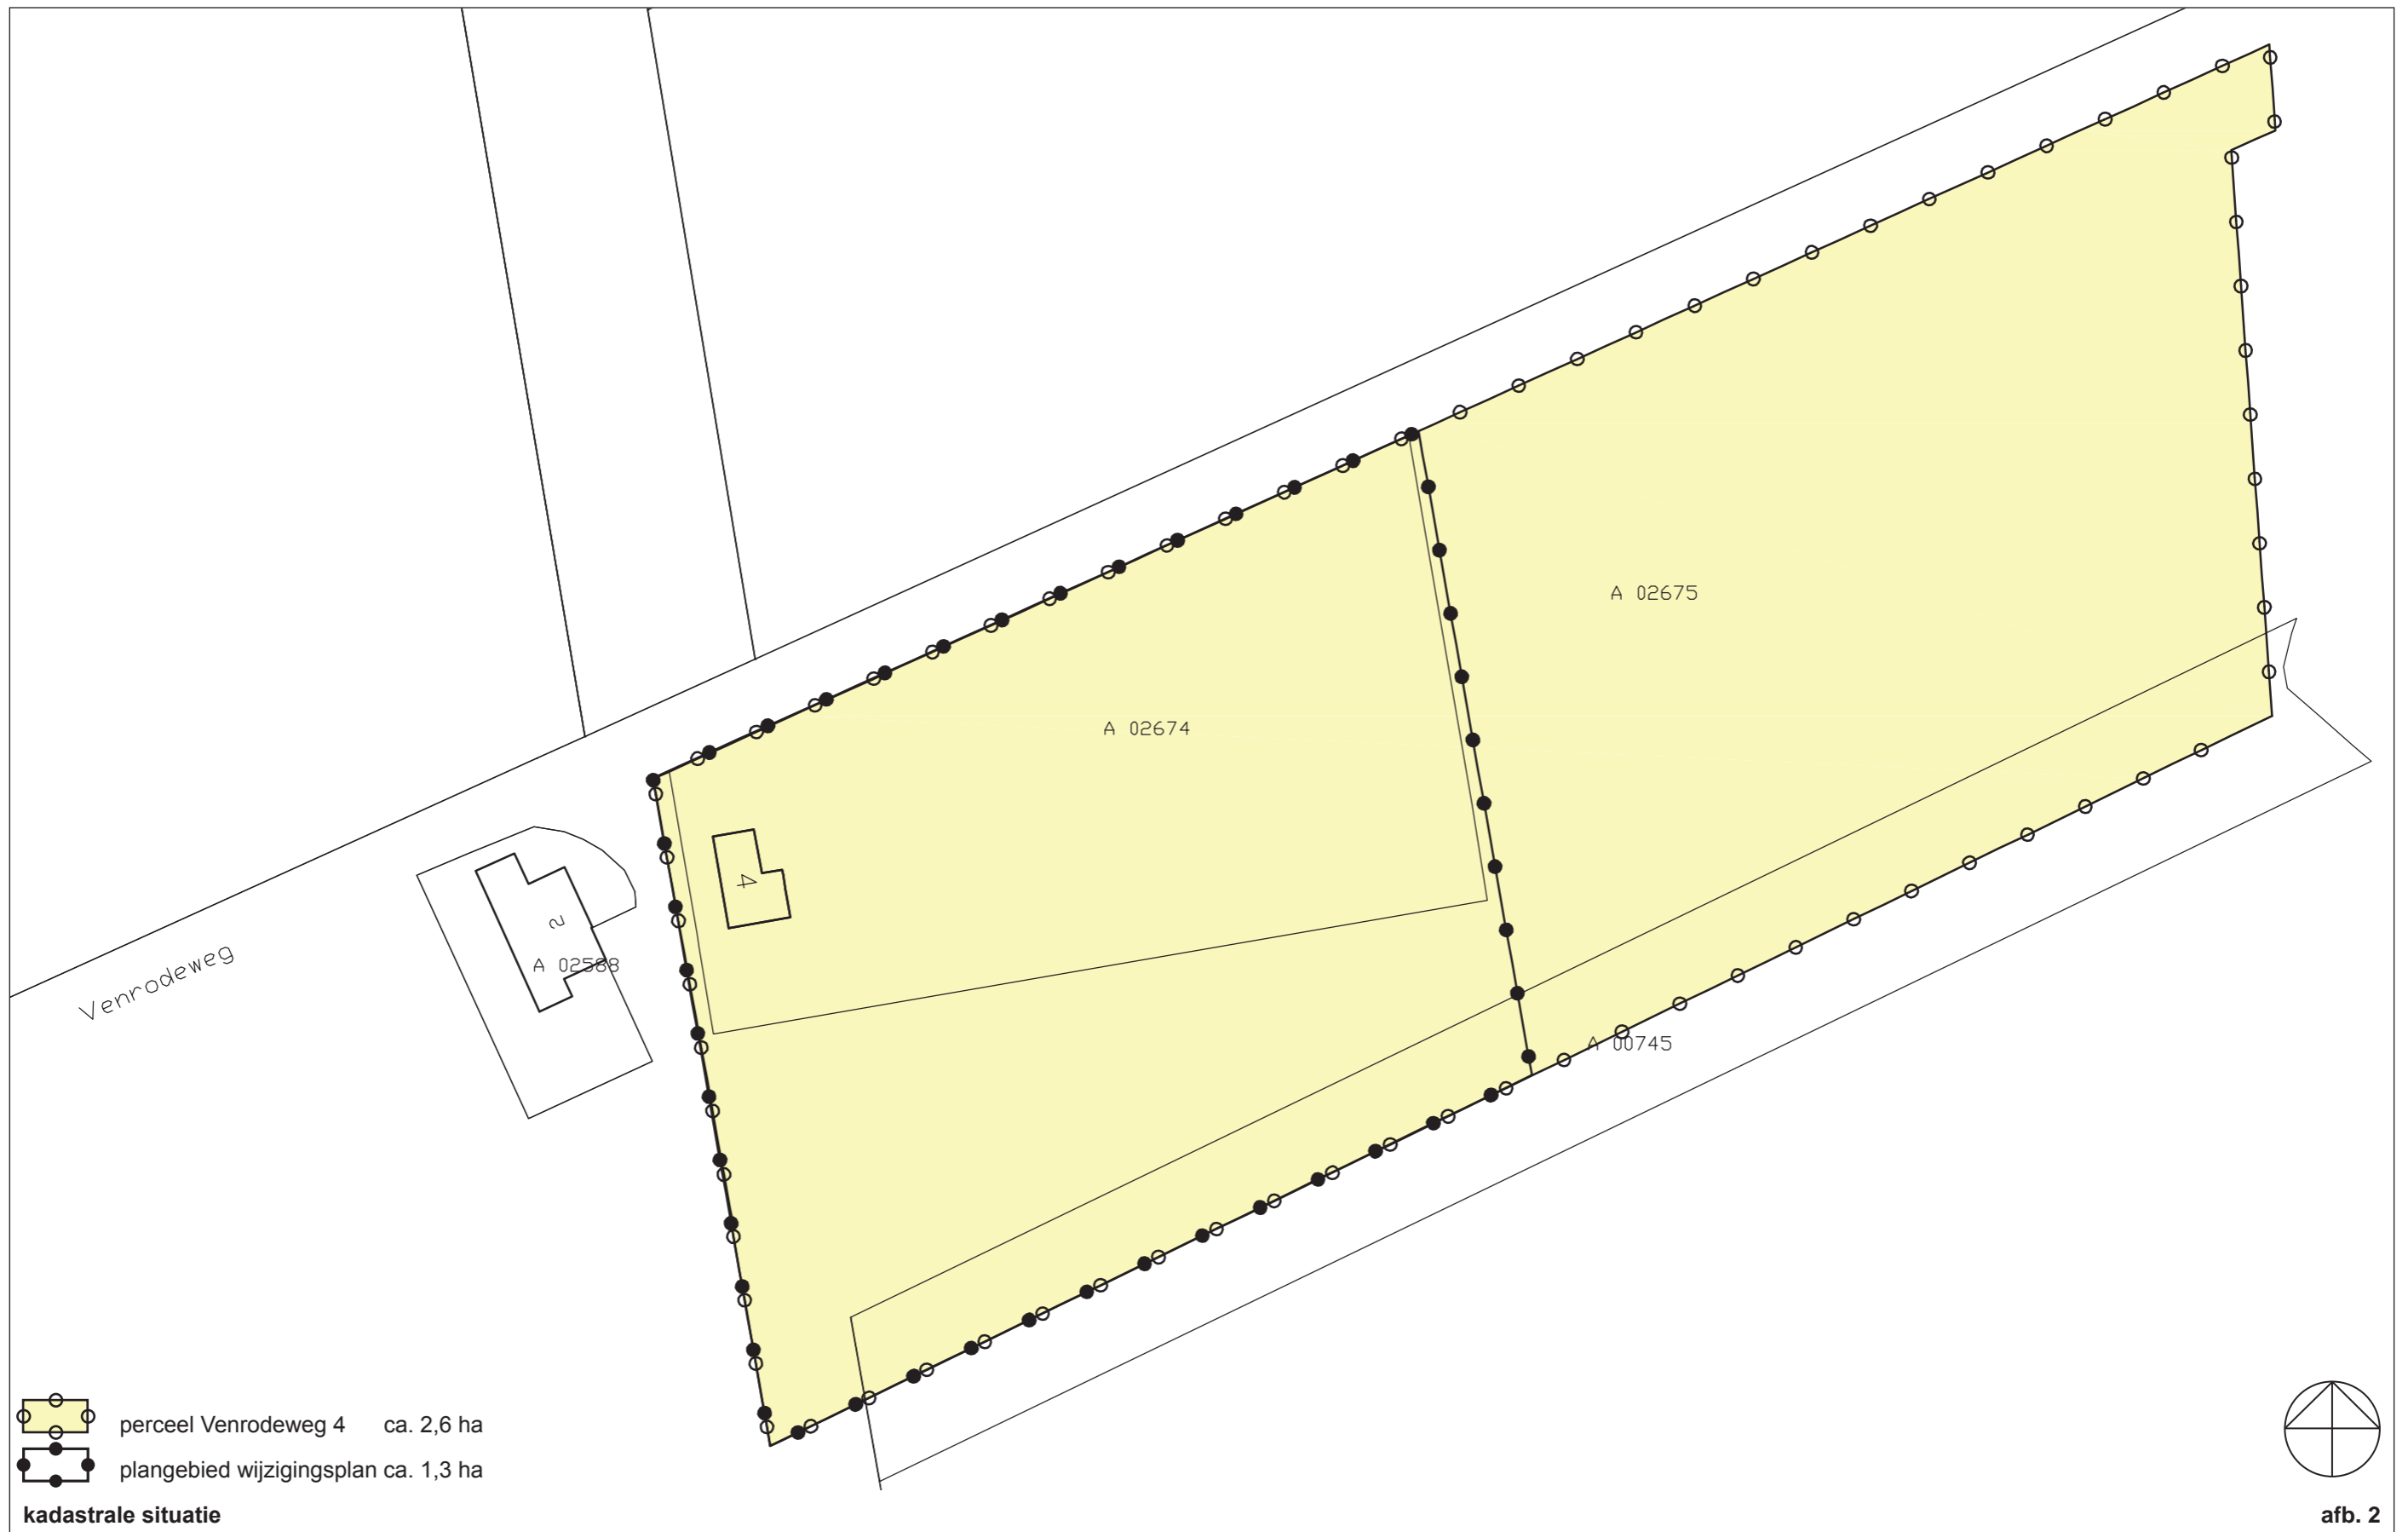 A 02675
A 02674
4
2
A 02588
Venrodeweg
A 00745
perceel Venrodeweg 4 ca. 2,6 ha
plangebied wijzigingsplan ca. 1,3 ha
kadastrale situatie
afb. 2